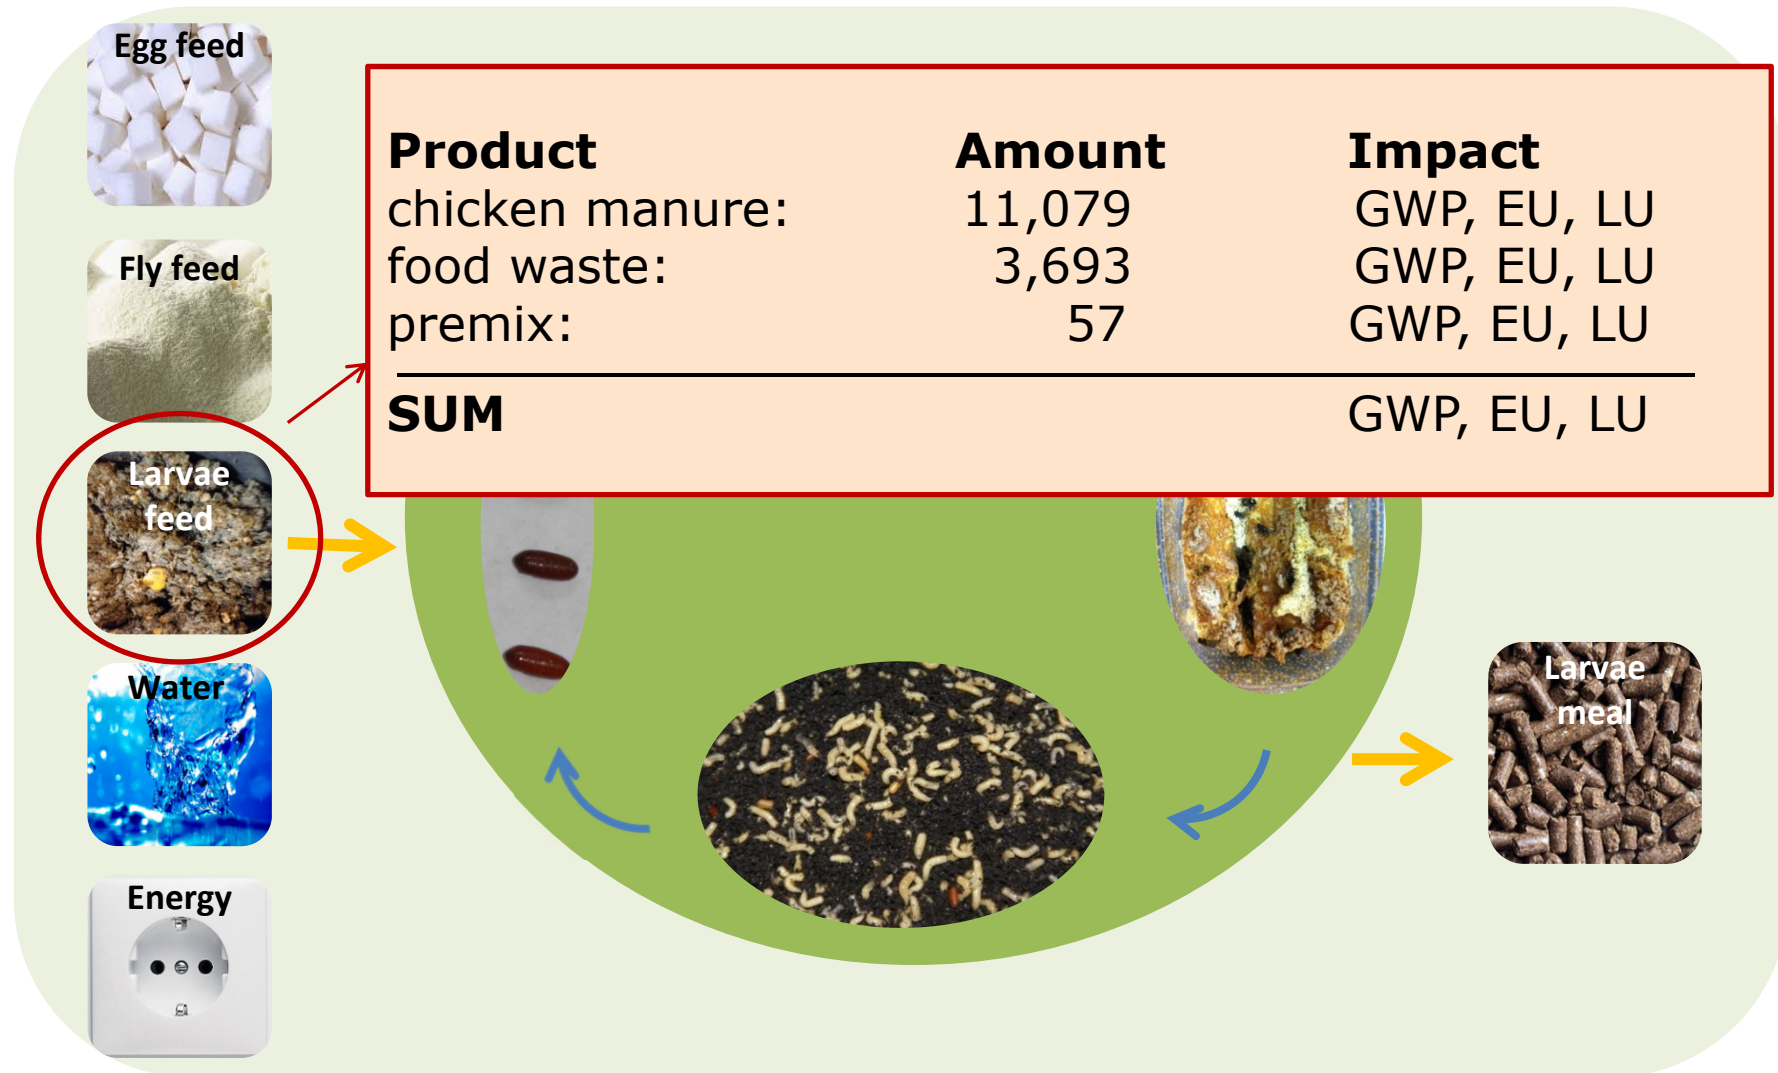 Egg feed
Fly feed
Larvae
feed
Water
Energy
Product Amount Impact
chicken manure: 11,079 GWP, EU, LU
food waste: 3,693 GWP, EU, LU
premix: 57 GWP, EU, LU
SUM GWP, EU, LU
Larvae
meal